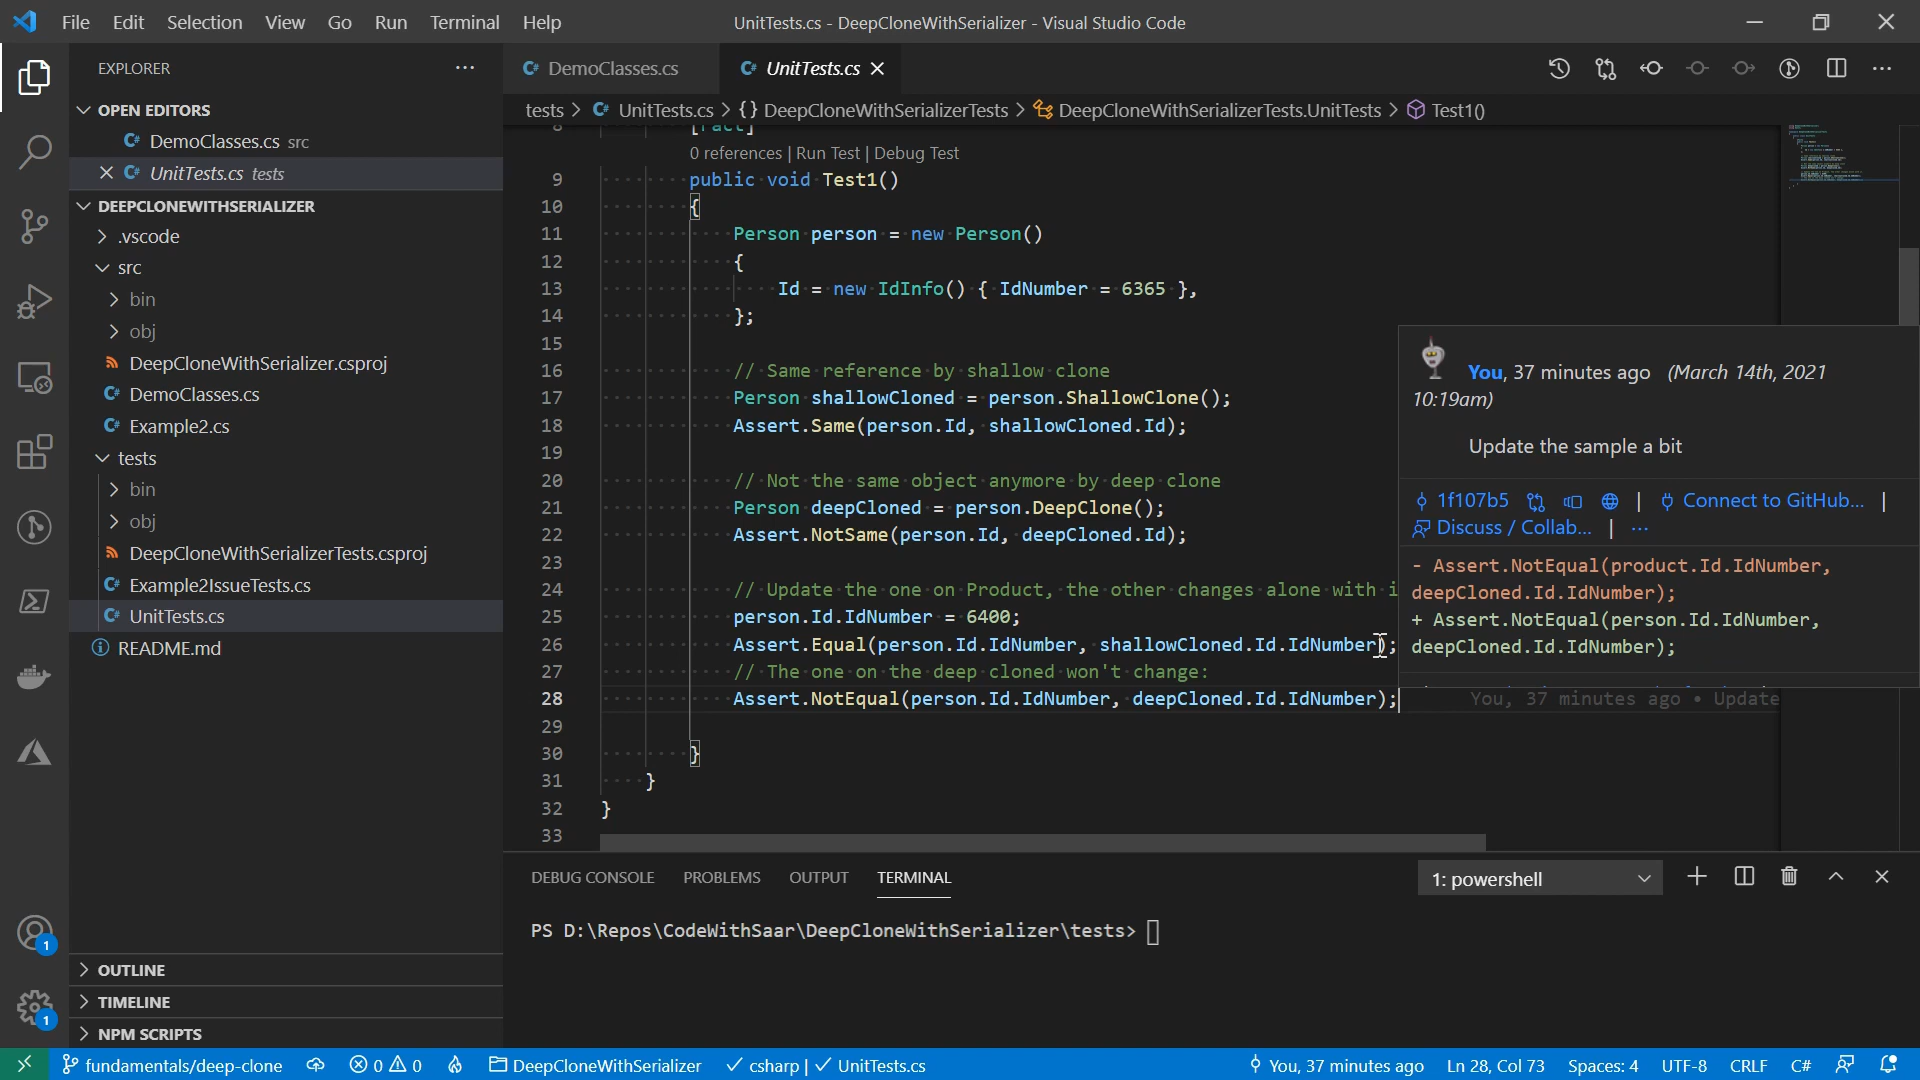 File Edit Selection View Go Run Terminal Help
UnitTests.cs - DeepCloneWithSerializer - Visual Studio Code
EXPLORER
OPEN EDITORS
DemoClasses.cs src
UnitTests.cs tests
DEEPCLONEWITHSERIALIZER
.vscode
src
bin
obj
DeepCloneWithSerializer.csproj
DemoClasses.cs
Example2.cs
tests
bin
obj
DeepCloneWithSerializerTests.csproj
Example2IssueTests.cs
UnitTests.cs
README.md
OUTLINE
TIMELINE
NPM SCRIPTS
DemoClasses.cs
UnitTests.cs
tests > UnitTests.cs > {} DeepCloneWithSerializerTests > DeepCloneWithSerializerTests.UnitTests > Test1()
8 [Fact]
0 references | Run Test | Debug Test
9 public void Test1()
10 {
11 Person person = new Person()
12 {
13 Id = new IdInfo() { IdNumber = 6365 },
14 };
15
16 // Same reference by shallow clone
17 Person shallowCloned = person.ShallowClone();
18 Assert.Same(person.Id, shallowCloned.Id);
19
20 // Not the same object anymore by deep clone
21 Person deepCloned = person.DeepClone();
22 Assert.NotSame(person.Id, deepCloned.Id);
23
24 // Update the one on Product, the other changes alone with i
25 person.Id.IdNumber = 6400;
26 Assert.Equal(person.Id.IdNumber, shallowCloned.Id.IdNumber);
27 // The one on the deep cloned won't change:
28 Assert.NotEqual(person.Id.IdNumber, deepCloned.Id.IdNumber); You, 37 minutes ago • Update
29
30 }
31 }
32 }
33
You, 37 minutes ago (March 14th, 2021
10:19am)
Update the sample a bit
1f107b5 | Connect to GitHub... |
Discuss / Collab... | ...
- Assert.NotEqual(product.Id.IdNumber,
deepCloned.Id.IdNumber);
+ Assert.NotEqual(person.Id.IdNumber,
deepCloned.Id.IdNumber);
DEBUG CONSOLE PROBLEMS OUTPUT TERMINAL
1: powershell
PS D:\Repos\CodeWithSaar\DeepCloneWithSerializer\tests>
1
1
fundamentals/deep-clone 0 0 DeepCloneWithSerializer csharp | UnitTests.cs
You, 37 minutes ago Ln 28, Col 73 Spaces: 4 UTF-8 CRLF C#